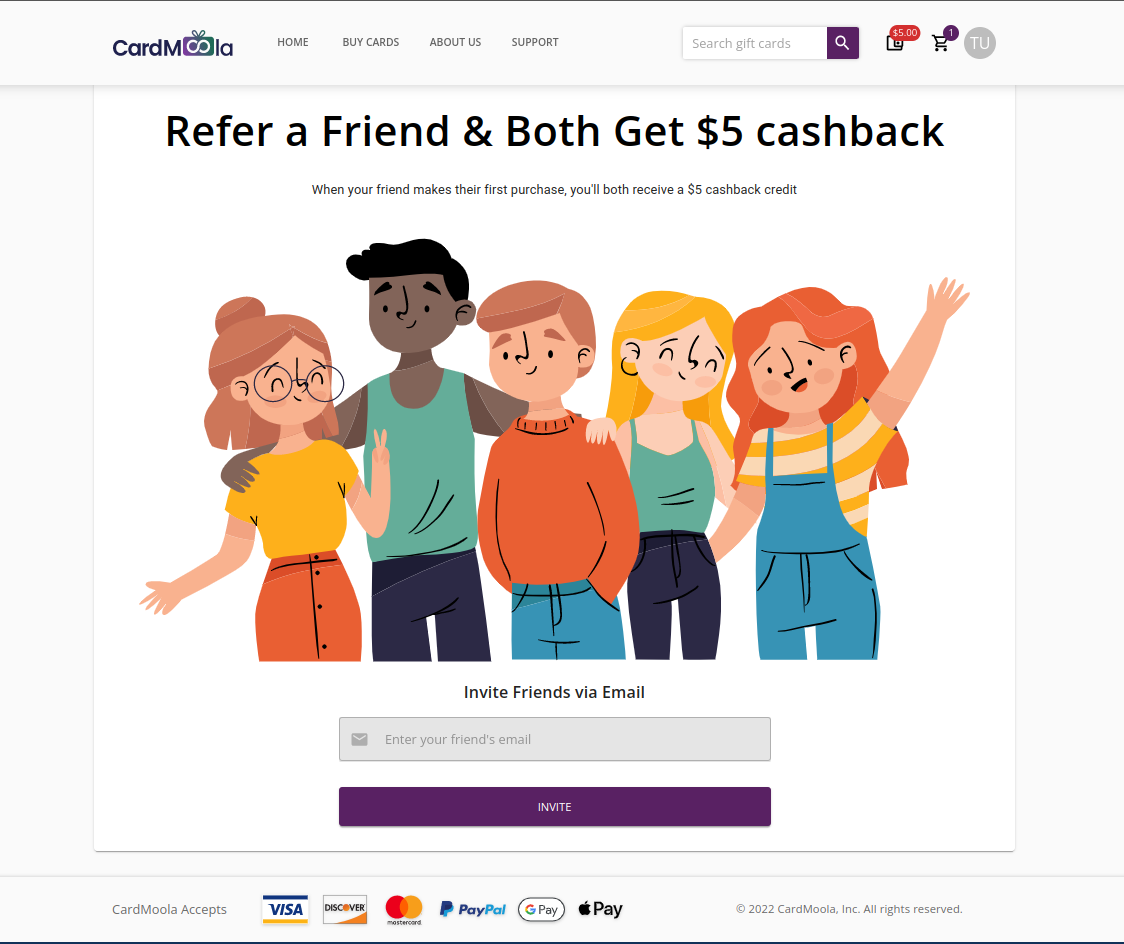 CardMoola
HOME
BUY CARDS
ABOUT US
SUPPORT
Search gift cards
$5.00
1
TU
Refer a Friend & Both Get $5 cashback
When your friend makes their first purchase, you'll both receive a $5 cashback credit
Invite Friends via Email
Enter your friend's email
INVITE
CardMoola Accepts
VISA
DISCOVER
mastercard.
PayPal
G Pay
Pay
© 2022 CardMoola, Inc. All rights reserved.